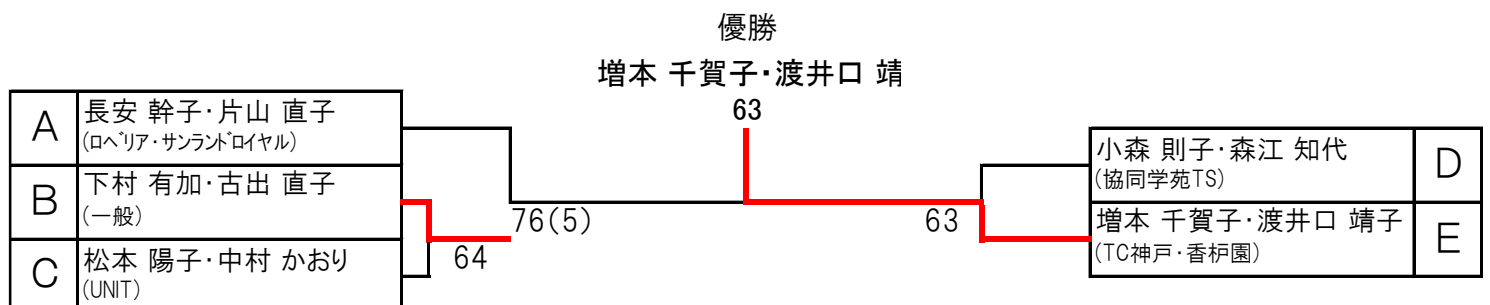 優勝
増本 千賀子・渡井口 靖
63
A
長安 幹子・片山 直子
(ロベリア・サンランドロイヤル)
B
下村 有加・古出 直子
(一般)
C
松本 陽子・中村 かおり
(UNIT)
64
76(5)
63
小森 則子・森江 知代
(協同学苑TS)
D
増本 千賀子・渡井口 靖子
(TC神戸・香枦園)
E